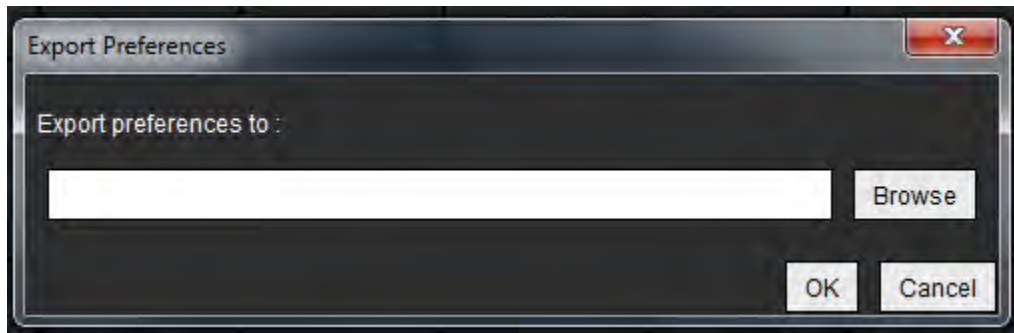 Export Preferences
Export preferences to :
Browse
OK
Cancel